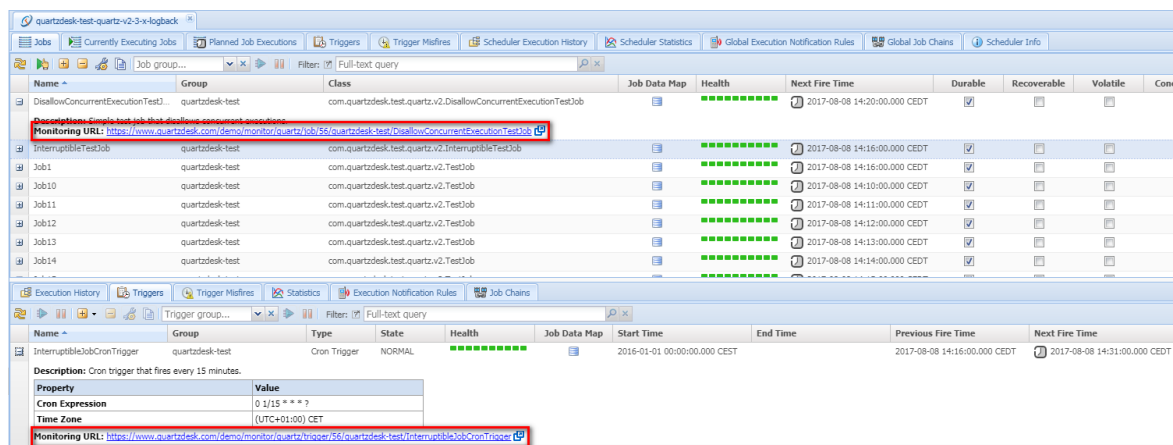 quartzdesk-test-quartz-v2-3-x-logback
Jobs Currently Executing Jobs Planned Job Executions Triggers Trigger Misfires Scheduler Execution History Scheduler Statistics Global Execution Notification Rules Global Job Chains Scheduler Info
Job group... Filter: Full-text query
Name Group Class Job Data Map Health Next Fire Time Durable Recoverable Volatile Conc
DisallowConcurrentExecutionTestJ... quartzdesk-test com.quartzdesk.test.quartz.v2.DisallowConcurrentExecutionTestJob 2017-08-08 14:20:00.000 CEDT
Description: Simple test job that disallows concurrent executions.
Monitoring URL: https://www.quartzdesk.com/demo/monitor/quartz/job/56/quartzdesk-test/DisallowConcurrentExecutionTestJob
InterruptibleTestJob quartzdesk-test com.quartzdesk.test.quartz.v2.InterruptibleTestJob 2017-08-08 14:16:00.000 CEDT
Job1 quartzdesk-test com.quartzdesk.test.quartz.v2.TestJob 2017-08-08 14:16:00.000 CEDT
Job10 quartzdesk-test com.quartzdesk.test.quartz.v2.TestJob 2017-08-08 14:10:00.000 CEDT
Job11 quartzdesk-test com.quartzdesk.test.quartz.v2.TestJob 2017-08-08 14:11:00.000 CEDT
Job12 quartzdesk-test com.quartzdesk.test.quartz.v2.TestJob 2017-08-08 14:12:00.000 CEDT
Job13 quartzdesk-test com.quartzdesk.test.quartz.v2.TestJob 2017-08-08 14:13:00.000 CEDT
Job14 quartzdesk-test com.quartzdesk.test.quartz.v2.TestJob 2017-08-08 14:14:00.000 CEDT
Execution History Triggers Trigger Misfires Statistics Execution Notification Rules Job Chains
Trigger group... Filter: Full-text query
Name Group Type State Health Job Data Map Start Time End Time Previous Fire Time Next Fire Time
InterruptibleJobCronTrigger quartzdesk-test Cron Trigger NORMAL 2016-01-01 00:00:00.000 CEST 2017-08-08 14:16:00.000 CEDT 2017-08-08 14:31:00.000 CEDT
Description: Cron trigger that fires every 15 minutes.
Property Value
Cron Expression 0 1/15 * * * ?
Time Zone (UTC+01:00) CET
Monitoring URL: https://www.quartzdesk.com/demo/monitor/quartz/trigger/56/quartzdesk-test/InterruptibleJobCronTrigger